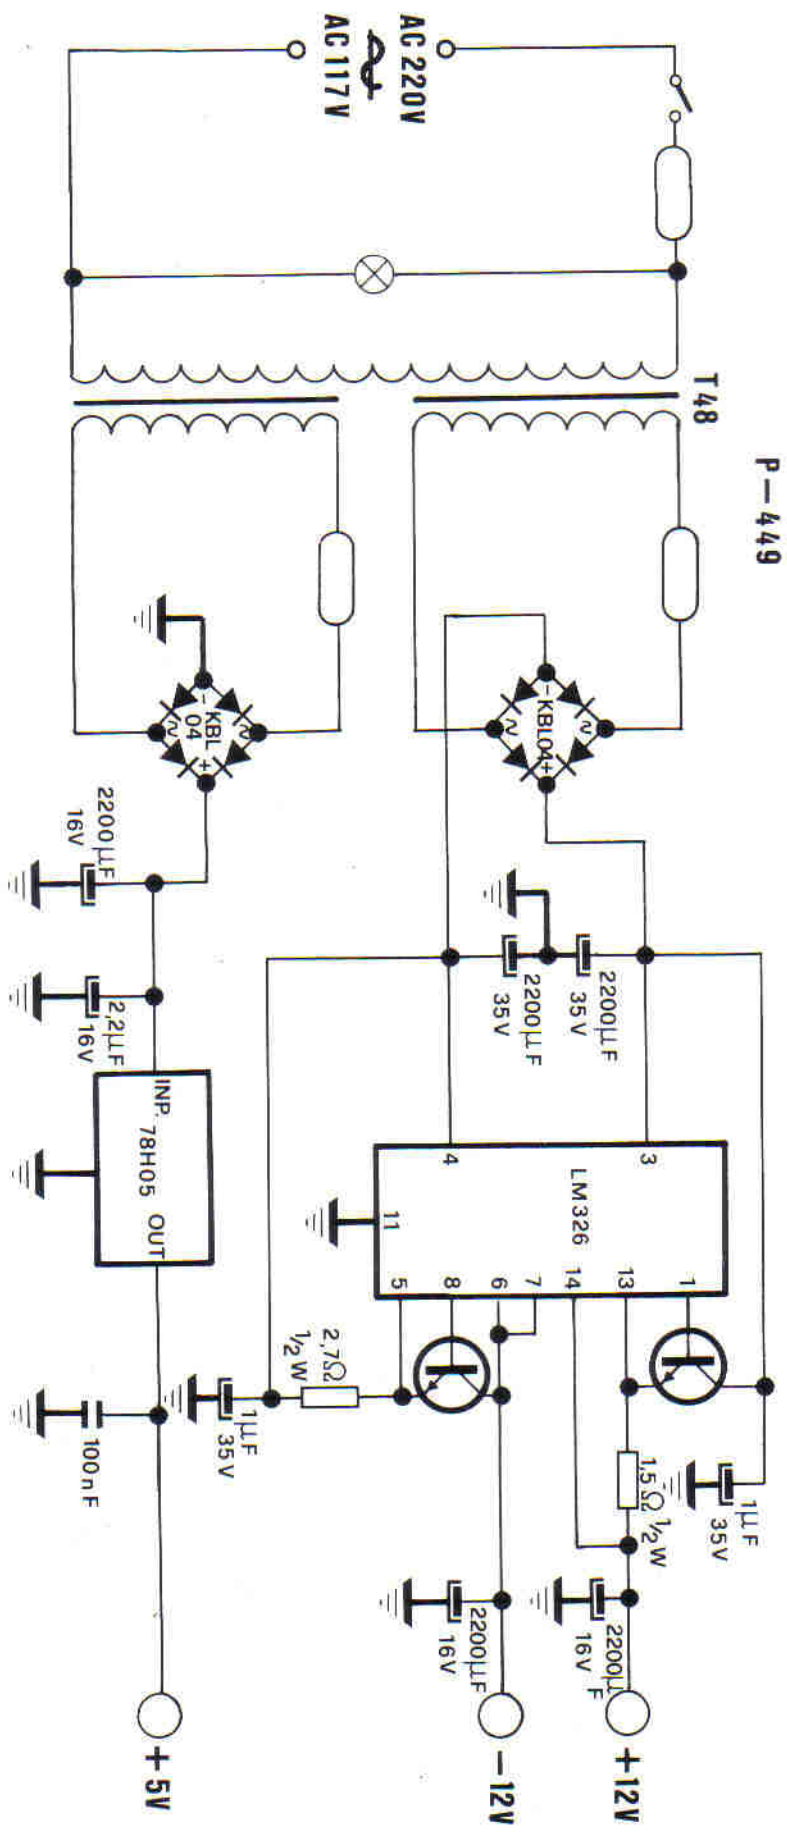 P—449
T48
AC 220V
AC 117V
- KBL04 +
~
~
- KBL +
04
~
~
2200µF
35V
2200µF
35V
2200µF
16V
2,2µF
16V
3
4
LM326
11
1
13
14
7
6
8
5
INP. 78H05 OUT
1,5Ω ½W
1µF
35V
2,7Ω
½W
1µF
35V
100nF
2200µF
16V
2200µF
16V
+12V
-12V
+5V